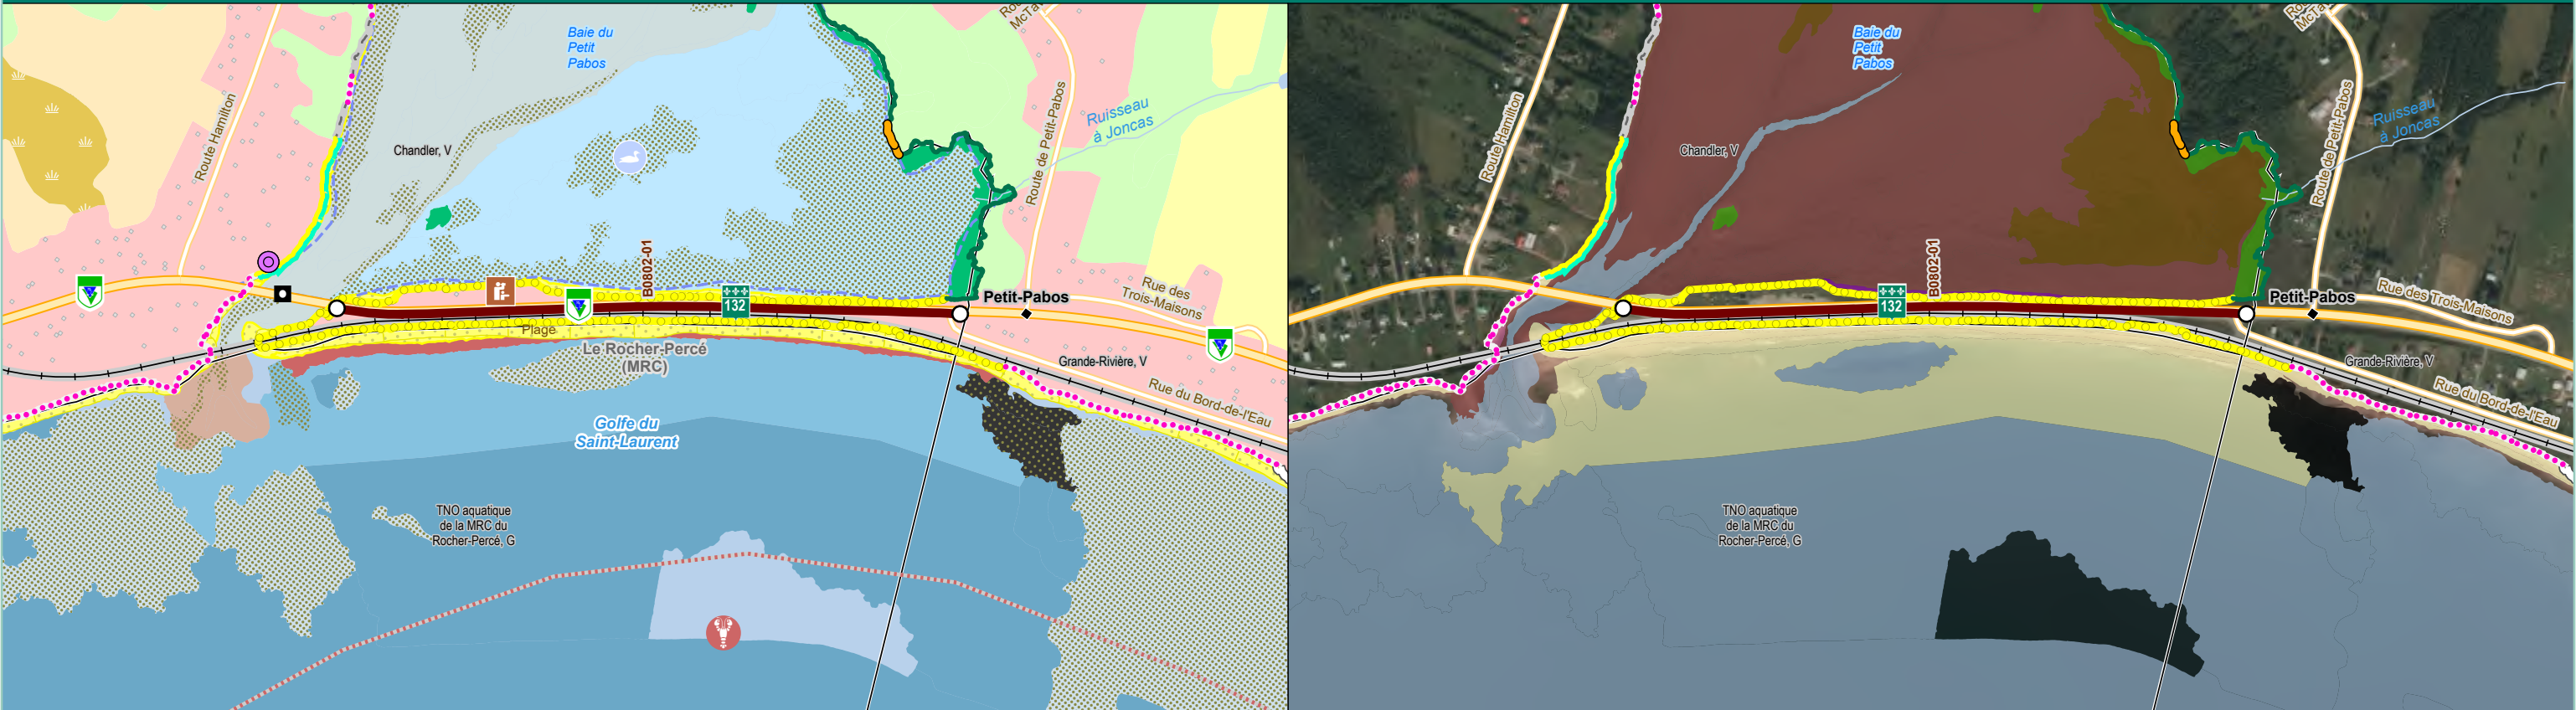 Baie du
Petit
Pabos
Route Hamilton
Chandler, V
Route de Petit-Pabos
Ruisseau
à Joncas
B0802-01
132
Plage
Petit-Pabos
Rue des
Trois-Maisons
Le Rocher-Percé
(MRC)
Grande-Rivière, V
Rue du Bord-de-l'Eau
Golfe du
Saint-Laurent
TNO aquatique
de la MRC du
Rocher-Percé, G
Baie du
Petit
Pabos
Route Hamilton
Chandler, V
Route de Petit-Pabos
Ruisseau
à Joncas
B0802-01
132
Petit-Pabos
Rue des Trois-Maisons
Grande-Rivière, V
Rue du Bord-de-l'Eau
TNO aquatique
de la MRC du
Rocher-Percé, G